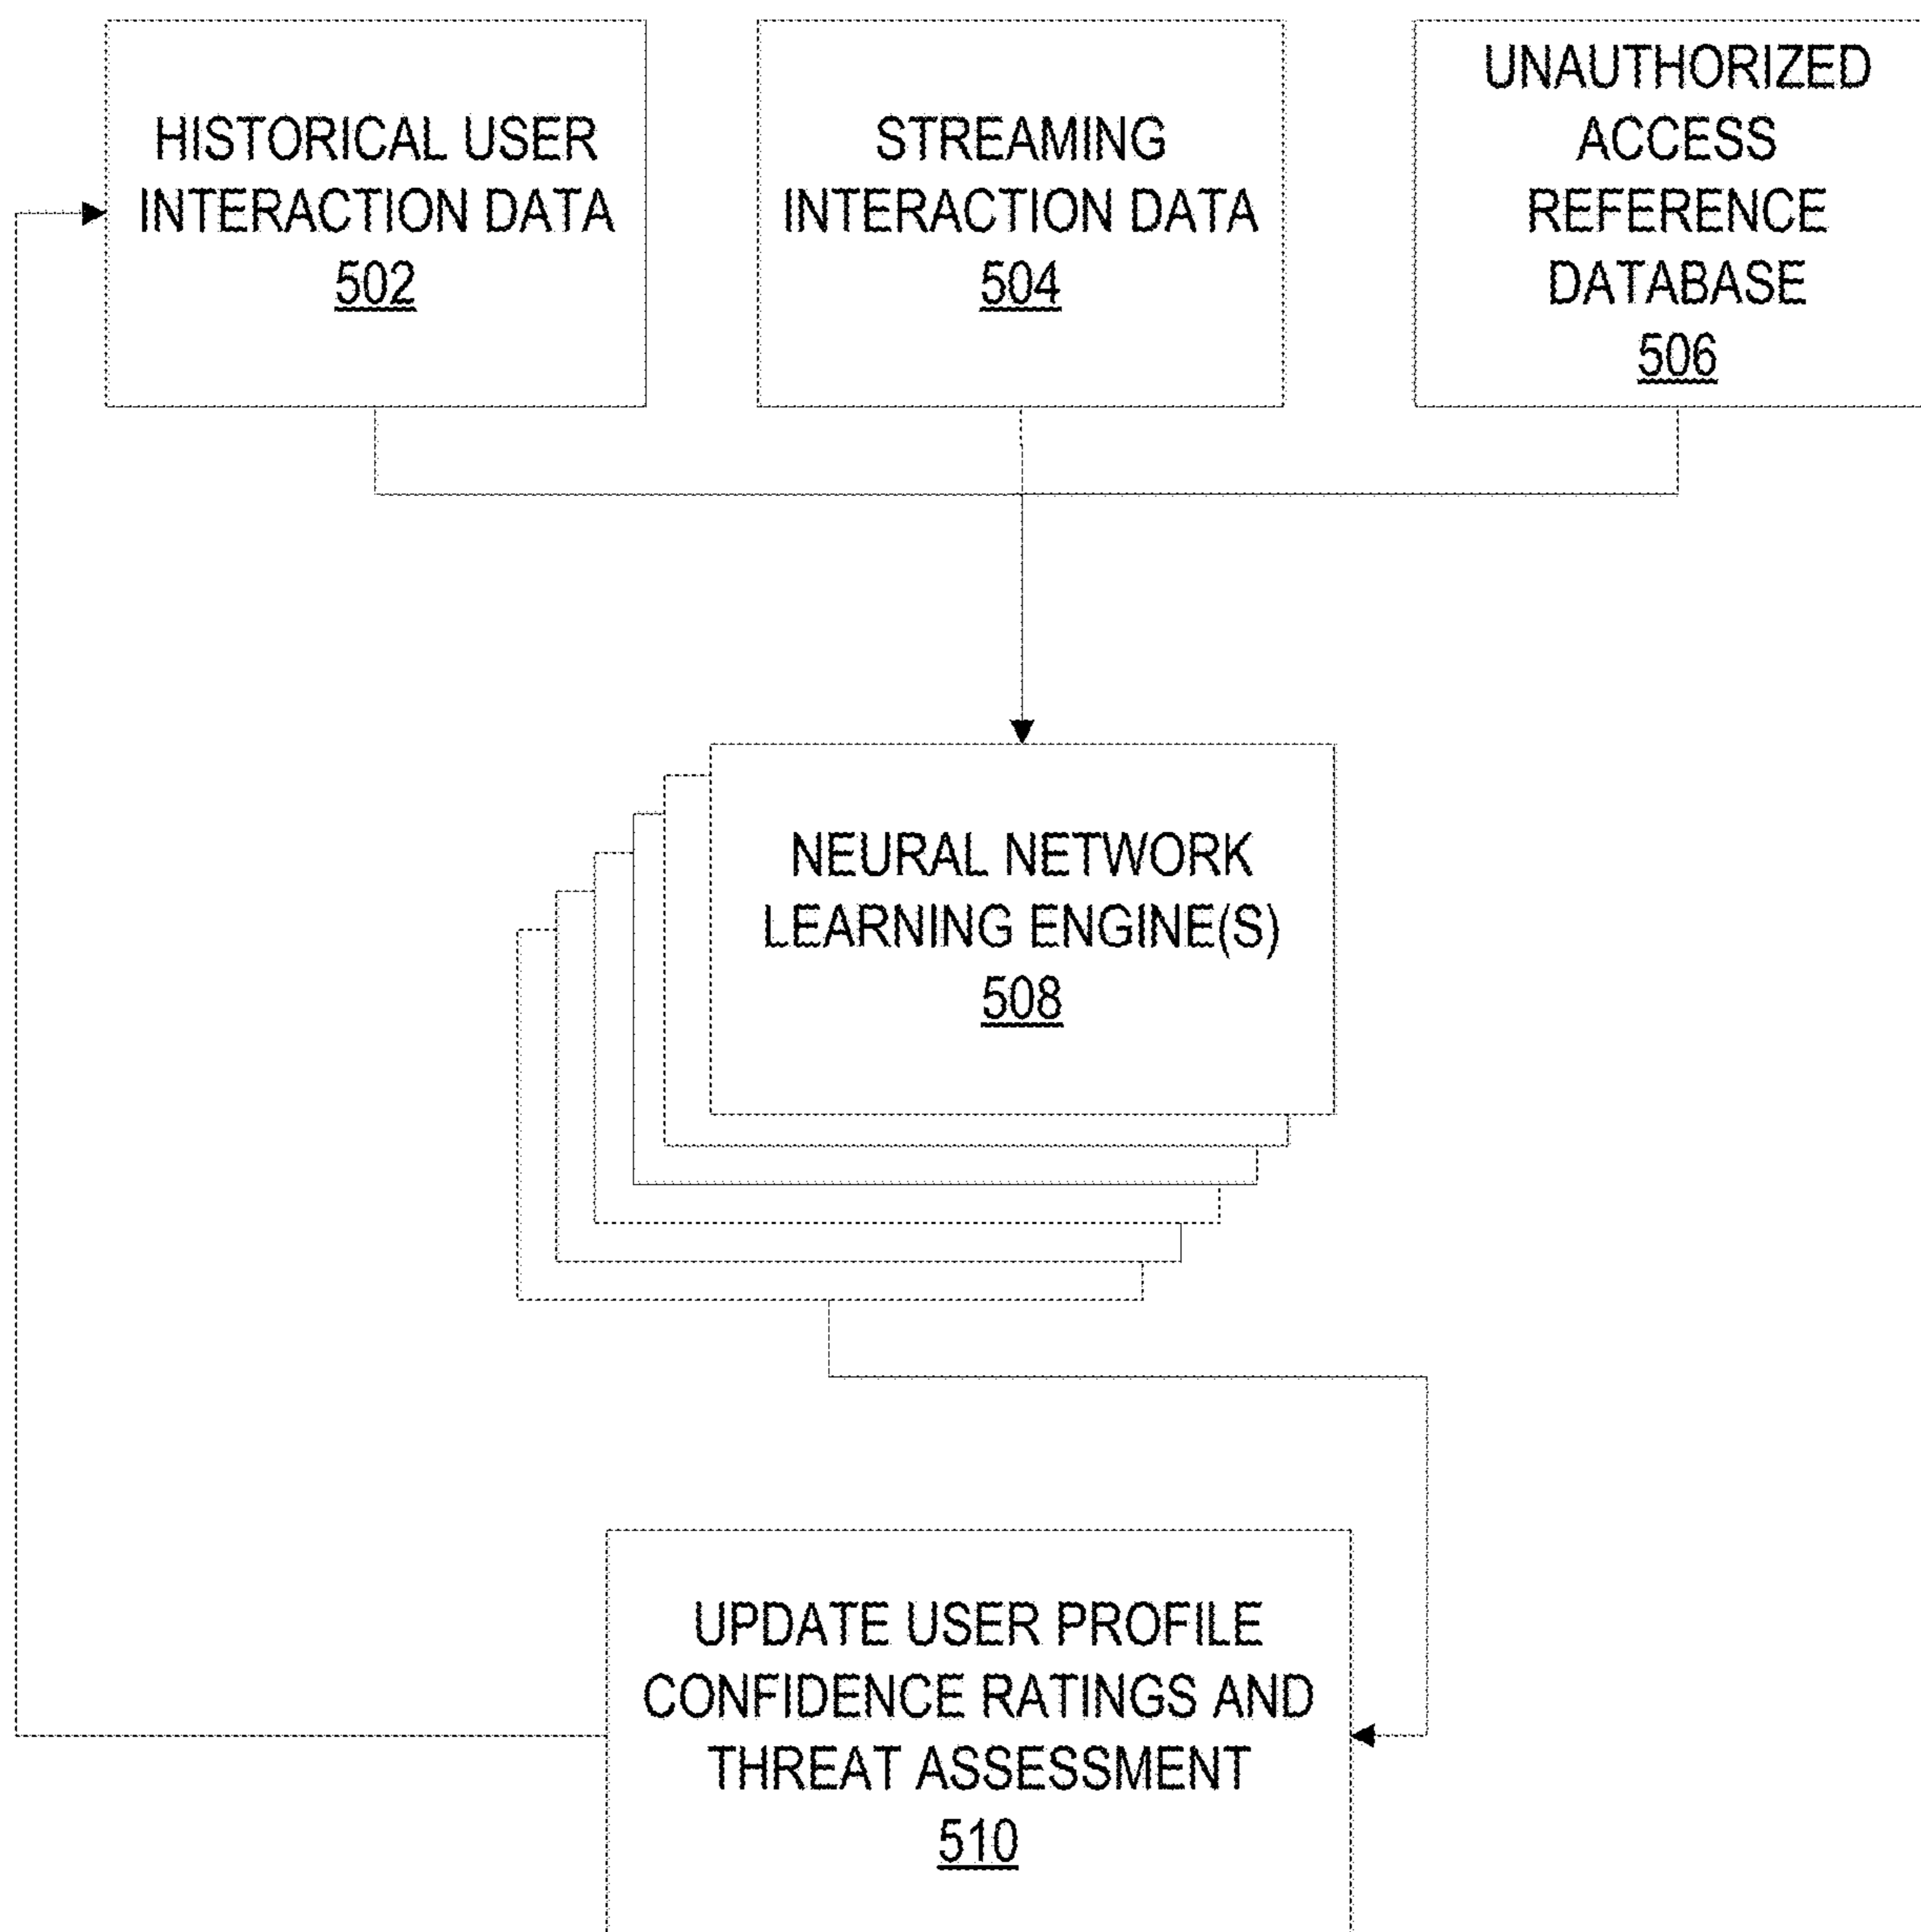 HISTORICAL USER
INTERACTION DATA
502
STREAMING
INTERACTION DATA
504
UNAUTHORIZED
ACCESS
REFERENCE
DATABASE
506
NEURAL NETWORK
LEARNING ENGINE(S)
508
UPDATE USER PROFILE
CONFIDENCE RATINGS AND
THREAT ASSESSMENT
510